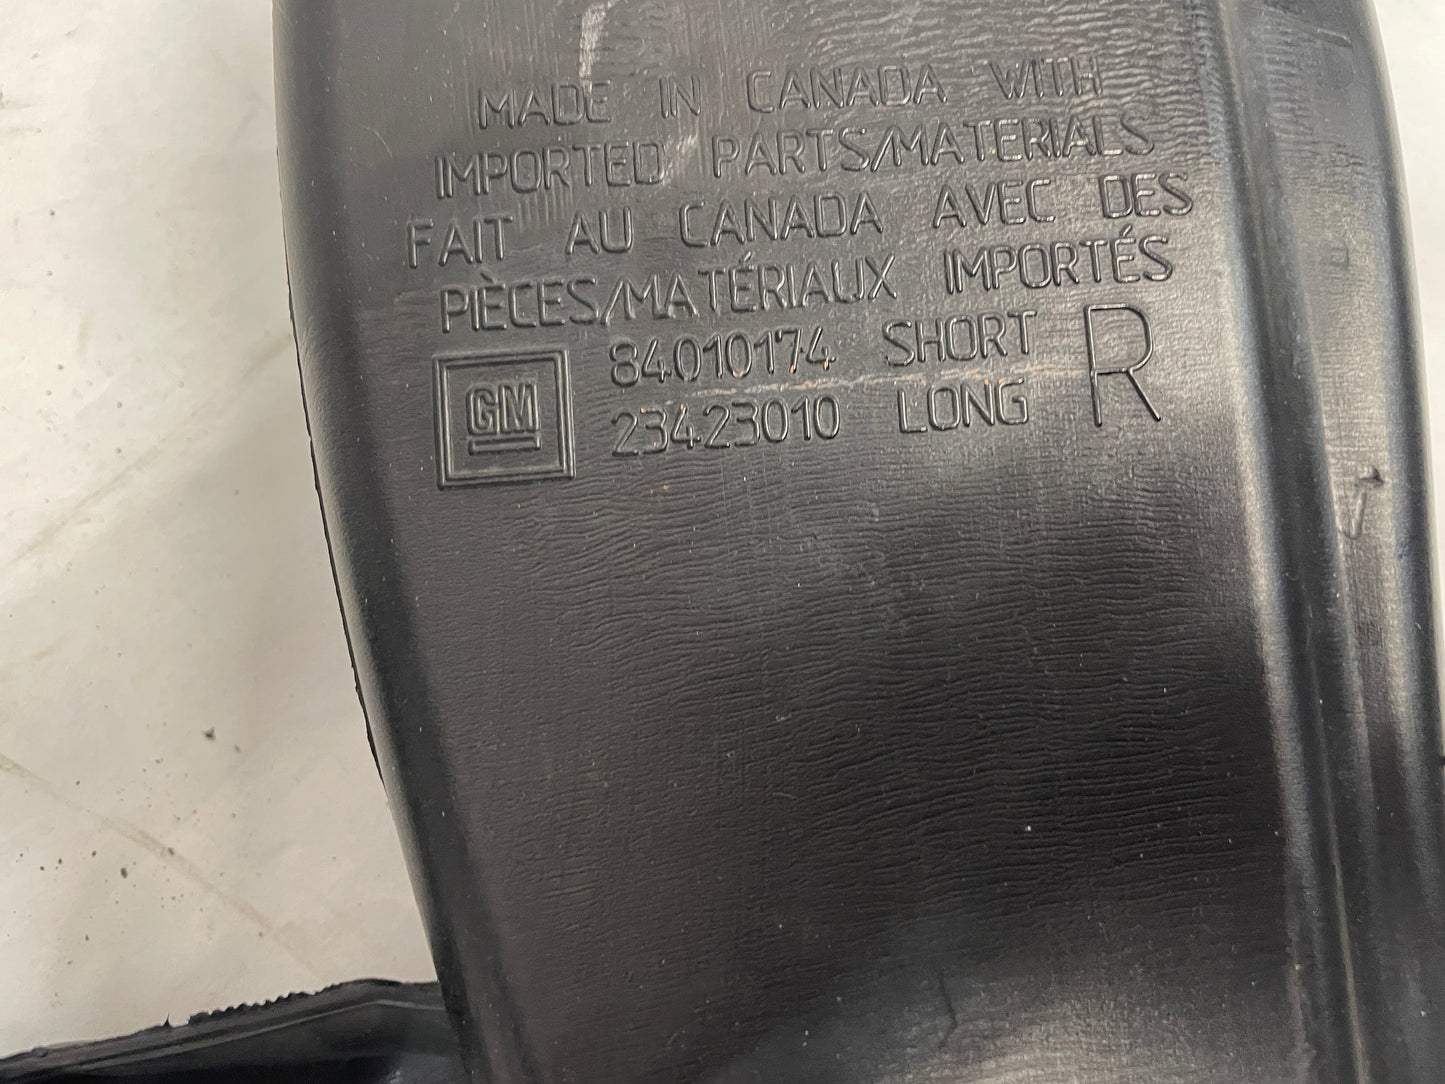 MADE IN CANADA WITH
IMPORTED PARTS/MATERIALS
FAIT AU CANADA AVEC DES
PIÈCES/MATÉRIAUX IMPORTÉS
GM 84010174 SHORT R
23423010 LONG